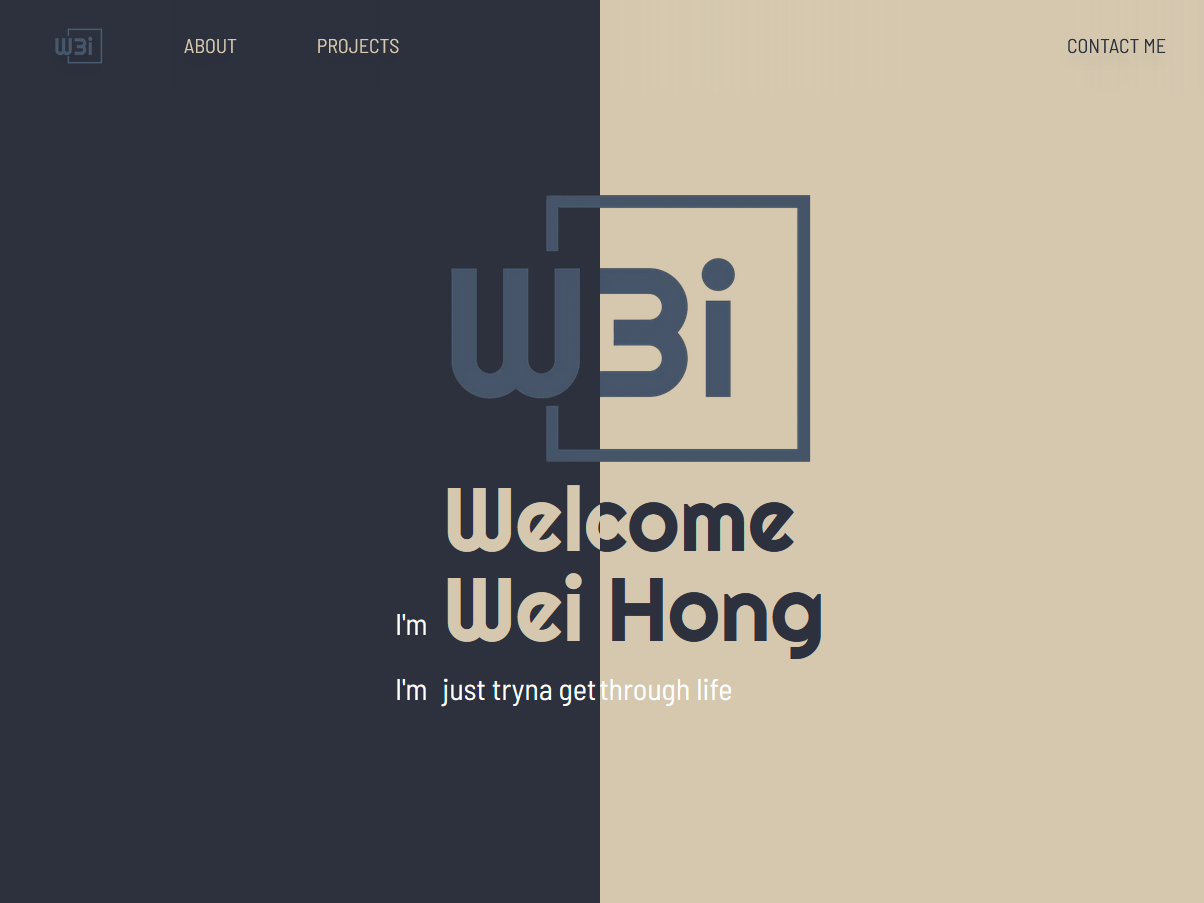 W3i
ABOUT
PROJECTS
CONTACT ME
W3i
Welcome
I'm Wei Hong
I'm just tryna get through life